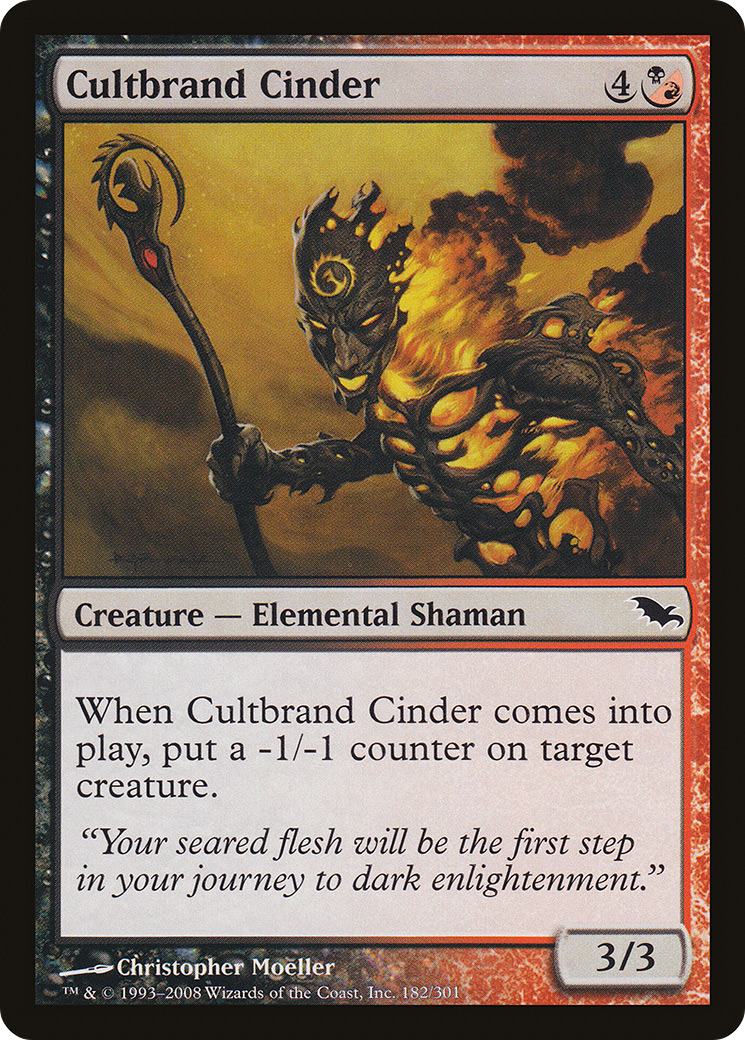 Cultbrand Cinder 4
Creature — Elemental Shaman
When Cultbrand Cinder comes into
play, put a -1/-1 counter on target
creature.
“Your seared flesh will be the first step
in your journey to dark enlightenment.”
3/3
Christopher Moeller
™ & © 1993–2008 Wizards of the Coast, Inc. 182/301